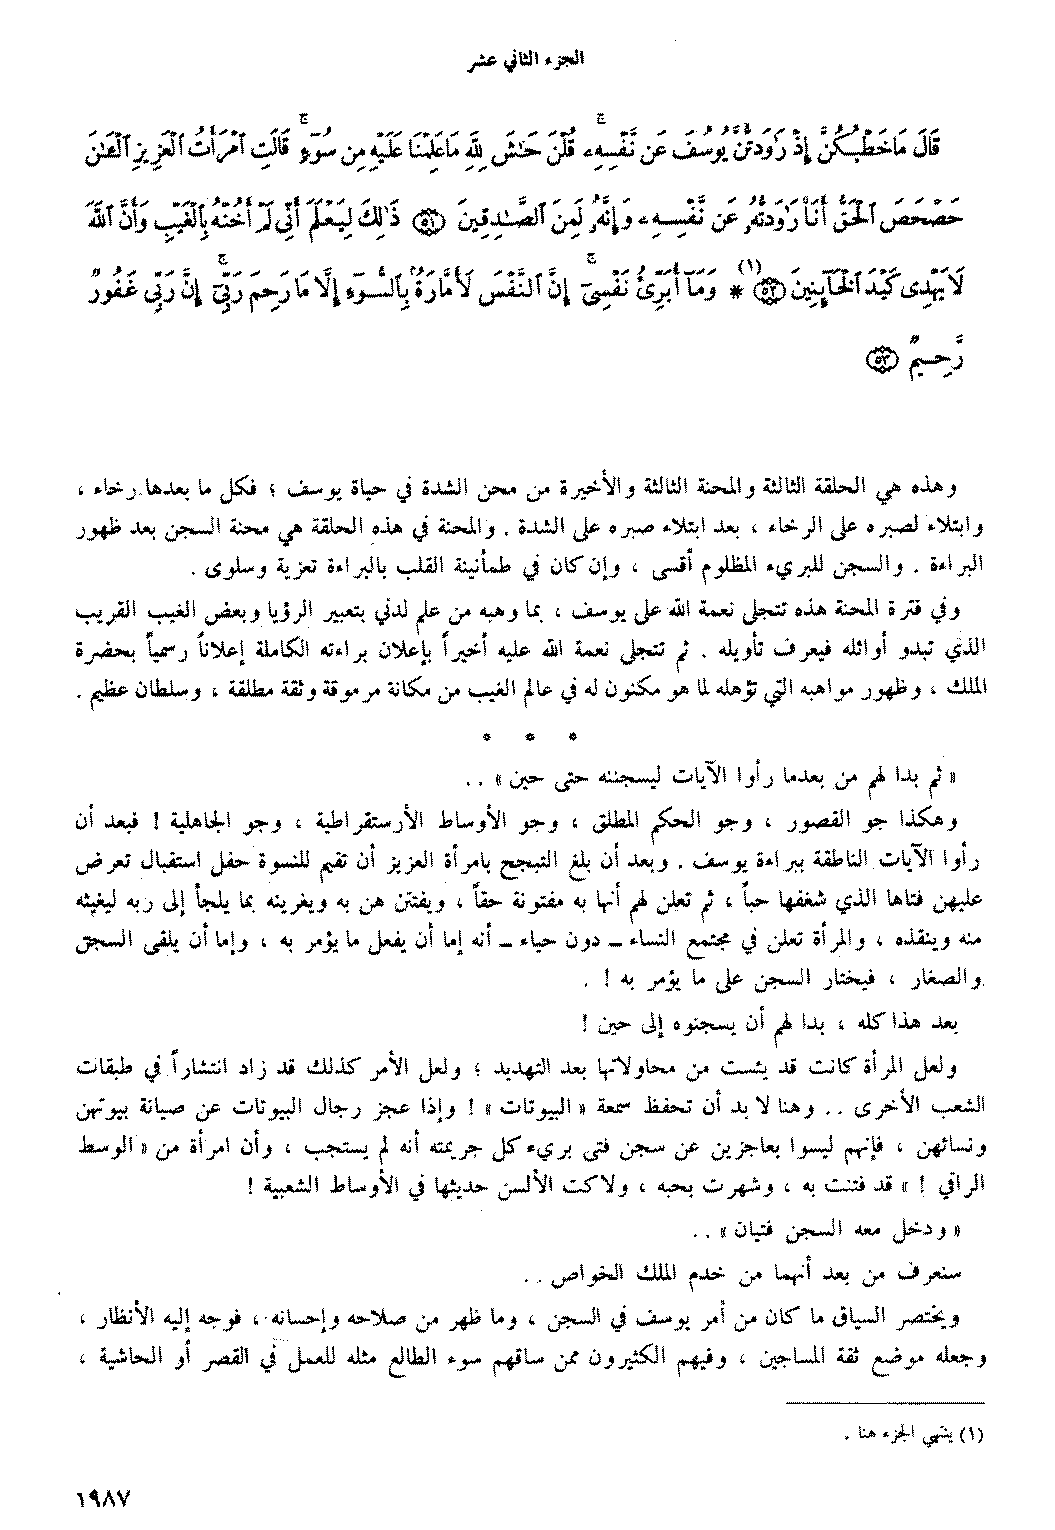 الجزء الثاني عشر
قَالَ مَا خَطْبُكُنَّ إِذْ رَٰوَدتُّنَّ يُوسُفَ عَن نَّفْسِهِۦ ۚ قُلْنَ حَٰشَ لِلَّهِ مَا عَلِمْنَا عَلَيْهِ مِن سُوٓءٍ ۚ قَالَتِ ٱمْرَأَتُ ٱلْعَزِيزِ ٱلْـَٰٔنَ
حَصْحَصَ ٱلْحَقُّ أَنَا۠ رَٰوَدتُّهُۥ عَن نَّفْسِهِۦ وَإِنَّهُۥ لَمِنَ ٱلصَّٰدِقِينَ ﴿٥١﴾ ذَٰلِكَ لِيَعْلَمَ أَنِّى لَمْ أَخُنْهُ بِٱلْغَيْبِ وَأَنَّ ٱللَّهَ
لَا يَهْدِى كَيْدَ ٱلْخَآئِنِينَ ﴿٥٢﴾ (١) * وَمَآ أُبَرِّئُ نَفْسِىٓ ۚ إِنَّ ٱلنَّفْسَ لَأَمَّارَةٌۢ بِٱلسُّوٓءِ إِلَّا مَا رَحِمَ رَبِّىٓ ۚ إِنَّ رَبِّى غَفُورٌ
رَّحِيمٌ ﴿٥٣﴾
وهذه هي الحلقة الثالثة والمحنة الثالثة والأخيرة من محن الشدة في حياة يوسف ؛ فكل ما بعدها رخاء ،
وابتلاء لصبره على الرخاء ، بعد ابتلاء صبره على الشدة . والمحنة في هذه الحلقة هي محنة السجن بعد ظهور
البراءة . والسجن للبريء المظلوم أقسى ، وإن كان في طمأنينة القلب بالبراءة تعزية وسلوى .
وفي فترة المحنة هذه تتجلى نعمة الله على يوسف ، بما وهبه من علم لدني بتعبير الرؤيا وبعض الغيب القريب
الذي تبدو أوائله فيعرف تأويله . ثم تتجلى نعمة الله عليه أخيراً بإعلان براءته الكاملة إعلاناً رسمياً بحضرة
الملك ، وظهور مواهبه التي تؤهله لما هو مكنون له في عالم الغيب من مكانة مرموقة وثقة مطلقة ، وسلطان عظيم .
* * *
« ثم بدا لهم من بعدما رأوا الآيات ليسجننه حتى حين » . .
وهكذا جو القصور ، وجو الحكم المطلق ، وجو الأوساط الأرستقراطية ، وجو الجاهلية ! فبعد أن
رأوا الآيات الناطقة ببراءة يوسف . وبعد أن بلغ التبجح بامرأة العزيز أن تقيم للنسوة حفل استقبال تعرض
عليهن فتاها الذي شغفها حباً ، ثم تعلن لهم أنها به مفتونة حقاً ، ويفتتن هن به ويغرينه بما يلجأ إلى ربه ليغيثه
منه وينقذه ، والمرأة تعلن في مجتمع النساء – دون حياء – أنه إما أن يفعل ما يؤمر به ، وإما أن يلقى السجن
والصغار ، فيختار السجن على ما يؤمر به ! .
بعد هذا كله ، بدا لهم أن يسجنوه إلى حين !
ولعل المرأة كانت قد يئست من محاولاتها بعد التهديد ؛ ولعل الأمر كذلك قد زاد انتشاراً في طبقات
الشعب الأخرى . . وهنا لا بد أن تحفظ سمعة « البيوتات » ! وإذا عجز رجال البيوتات عن صيانة بيوتهن
ونسائهن ، فإنهم ليسوا بعاجزين عن سجن فتى بريء كل جريمته أنه لم يستجب ، وأن امرأة من « الوسط
الراقي ! » قد فتنت به ، وشهرت بحبه ، ولاكت الألسن حديثها في الأوساط الشعبية !
« ودخل معه السجن فتيان » . .
سنعرف من بعد أنهما من خدم الملك الخواص . .
ويختصر السياق ما كان من أمر يوسف في السجن ، وما ظهر من صلاحه وإحسانه ، فوجه إليه الأنظار ،
وجعله موضع ثقة المساجين ، وفيهم الكثيرون ممن ساقهم سوء الطالع مثله للعمل في القصر أو الحاشية ،
(١) ينتهي الجزء هنا .
١٩٨٧